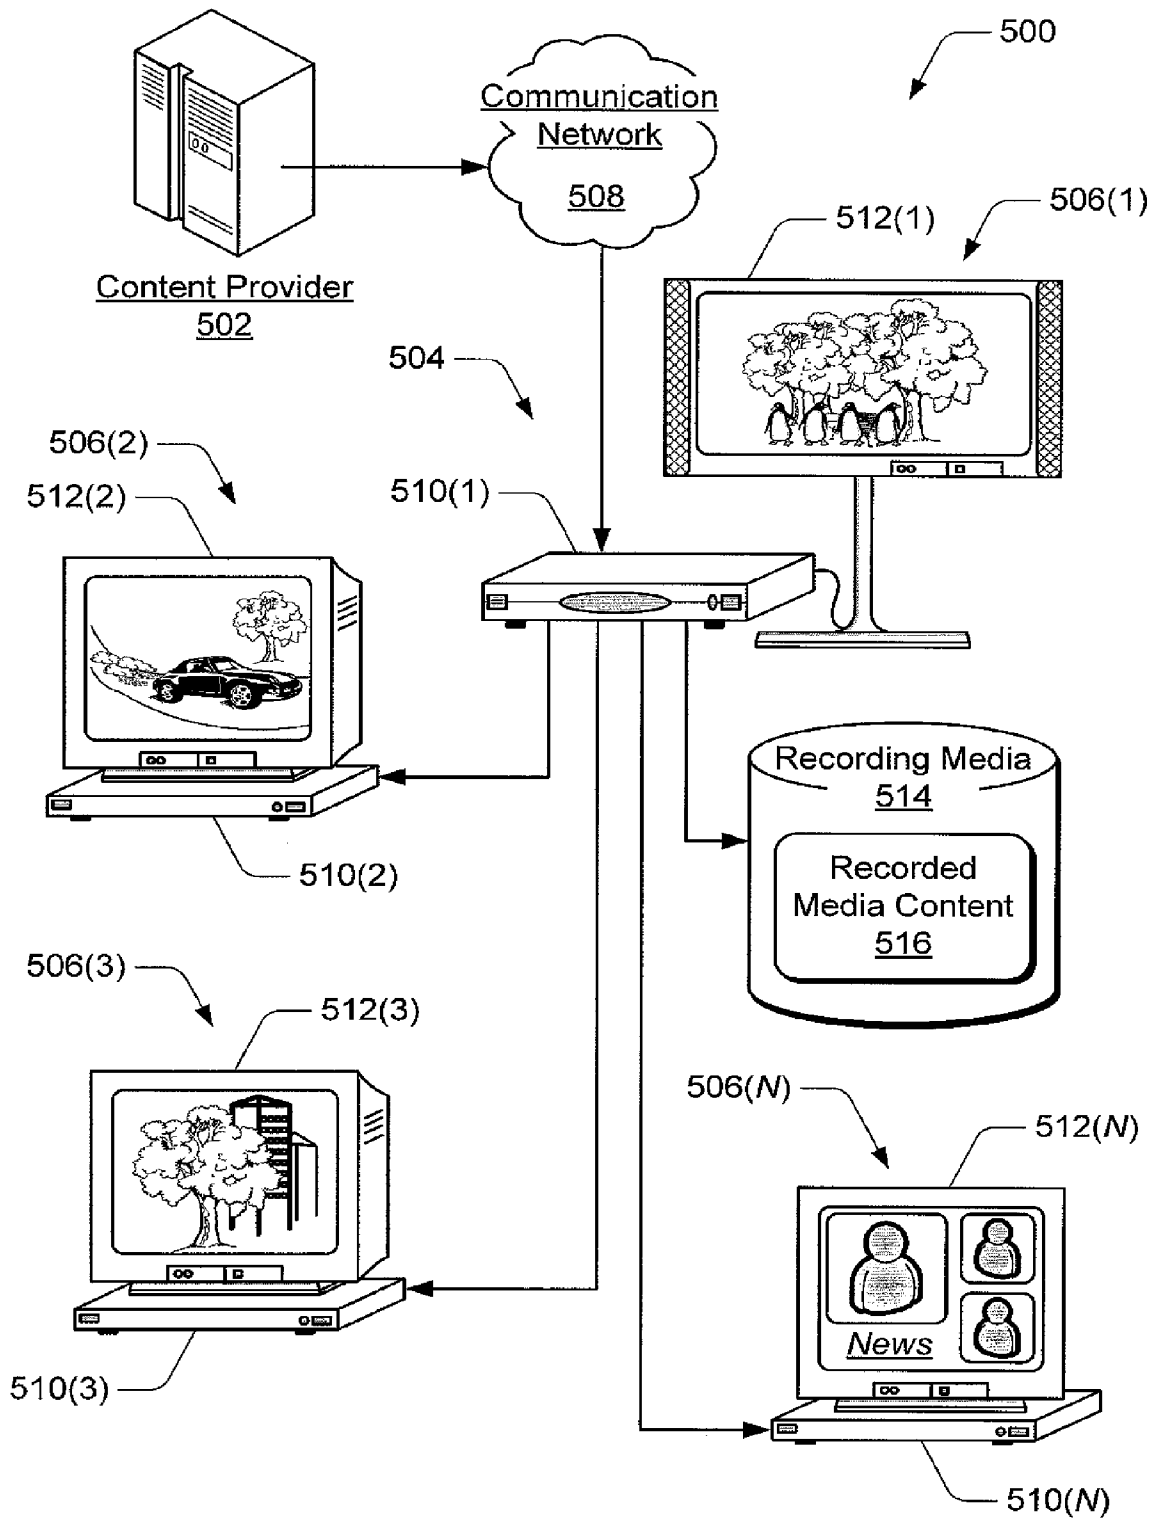 500
Communication
Network
508
Content Provider
502
512(1)
506(1)
504
506(2)
512(2)
510(1)
510(2)
Recording Media
514
Recorded
Media Content
516
506(3)
512(3)
510(3)
506(N)
512(N)
News
510(N)